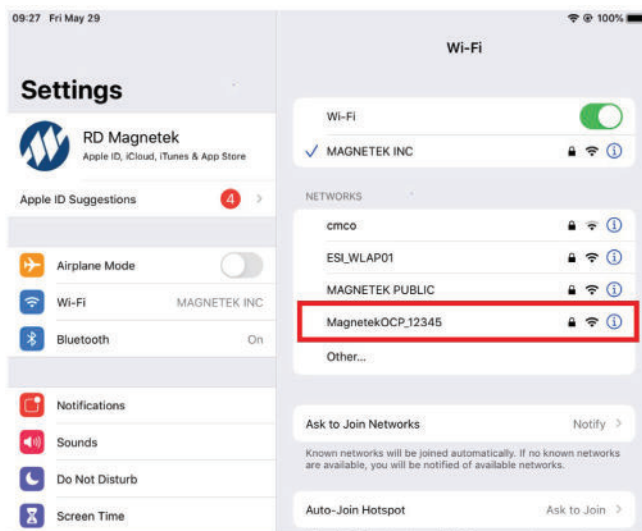 09:27 Fri May 29
100%
Settings
RD Magnetek
Apple ID, iCloud, iTunes & App Store
Apple ID Suggestions
4
Airplane Mode
Wi-Fi MAGNETEK INC
Bluetooth On
Notifications
Sounds
Do Not Disturb
Screen Time
Wi-Fi
Wi-Fi
MAGNETEK INC
NETWORKS
cmco
ESI_WLAP01
MAGNETEK PUBLIC
MagnetekOCP_12345
Other...
Ask to Join Networks Notify
Known networks will be joined automatically. If no known networks
are available, you will be notified of available networks.
Auto-Join Hotspot Ask to Join